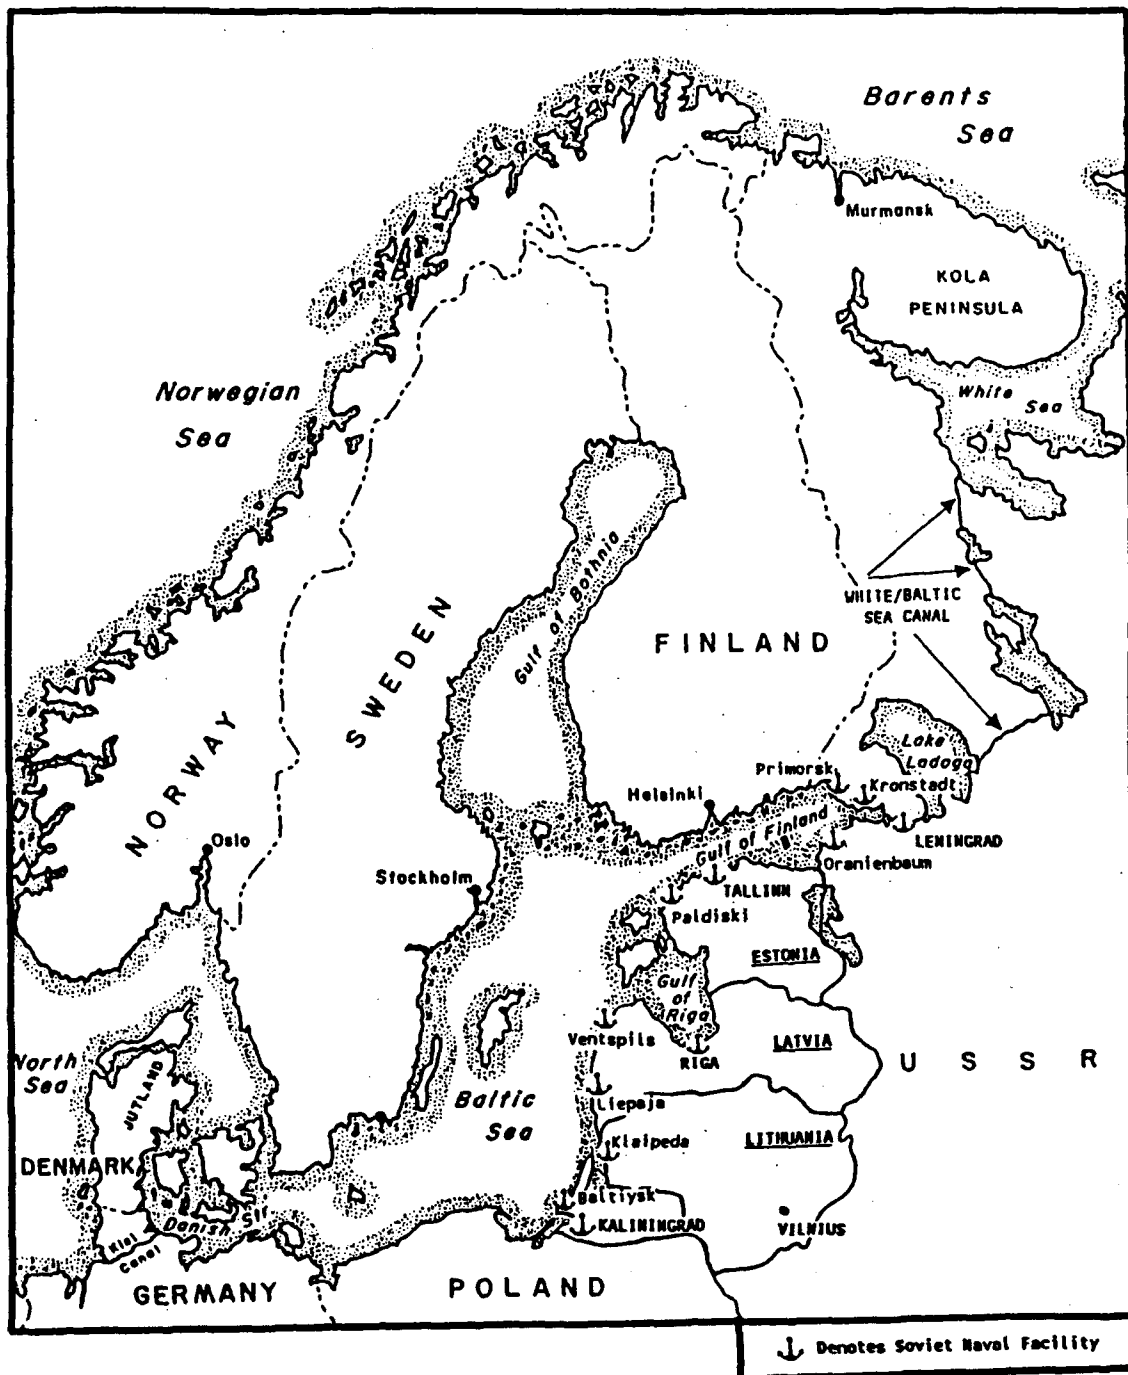 Barents
Sea
Murmansk
KOLA
PENINSULA
White
Sea
Norwegian
Sea
Gulf of Bothnia
WHITE/BALTIC
SEA CANAL
FINLAND
SWEDEN
NORWAY
Lake
Ladoga
Primorsk
Kronstadt
Helsinki
Gulf of Finland
LENINGRAD
Oranienbaum
Oslo
Stockholm
TALLINN
Paldiski
ESTONIA
Gulf
of
Riga
Ventspils
RIGA
LATVIA
USSR
North
Sea
JUTLAND
Baltic
Sea
Liepaja
Klaipeda
LITHUANIA
DENMARK
Danish Str
Baltiysk
KALININGRAD
VILNIUS
Kiel
Canal
GERMANY
POLAND
Denotes Soviet Naval Facility